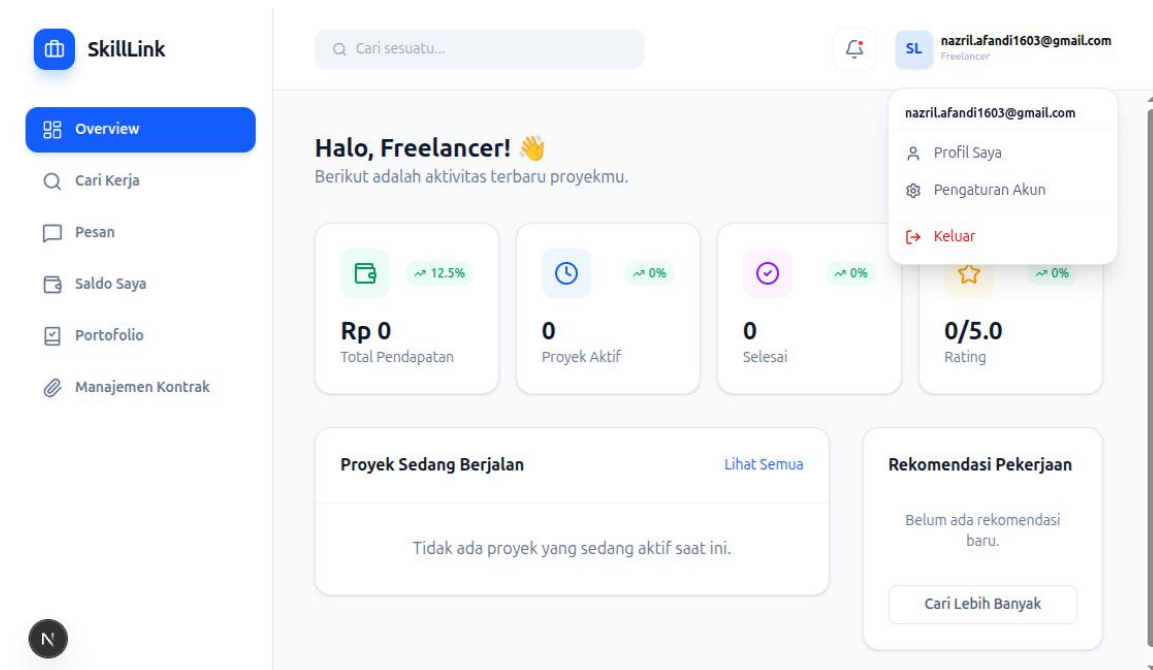 SkillLink
Cari sesuatu...
SL
nazril.afandi1603@gmail.com
Freelancer
nazril.afandi1603@gmail.com
Profil Saya
Pengaturan Akun
Keluar
Overview
Cari Kerja
Pesan
Saldo Saya
Portofolio
Manajemen Kontrak
N
Halo, Freelancer! 👋
Berikut adalah aktivitas terbaru proyekmu.
12.5%
Rp 0
Total Pendapatan
0%
0
Proyek Aktif
0%
0
Selesai
0%
0/5.0
Rating
Proyek Sedang Berjalan
Lihat Semua
Tidak ada proyek yang sedang aktif saat ini.
Rekomendasi Pekerjaan
Belum ada rekomendasi
baru.
Cari Lebih Banyak